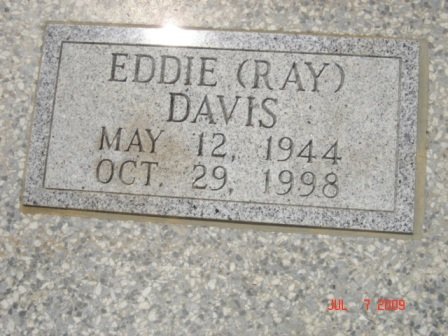 EDDIE (RAY)
DAVIS
MAY 12, 1944
OCT. 29, 1998
JUL 7 2009